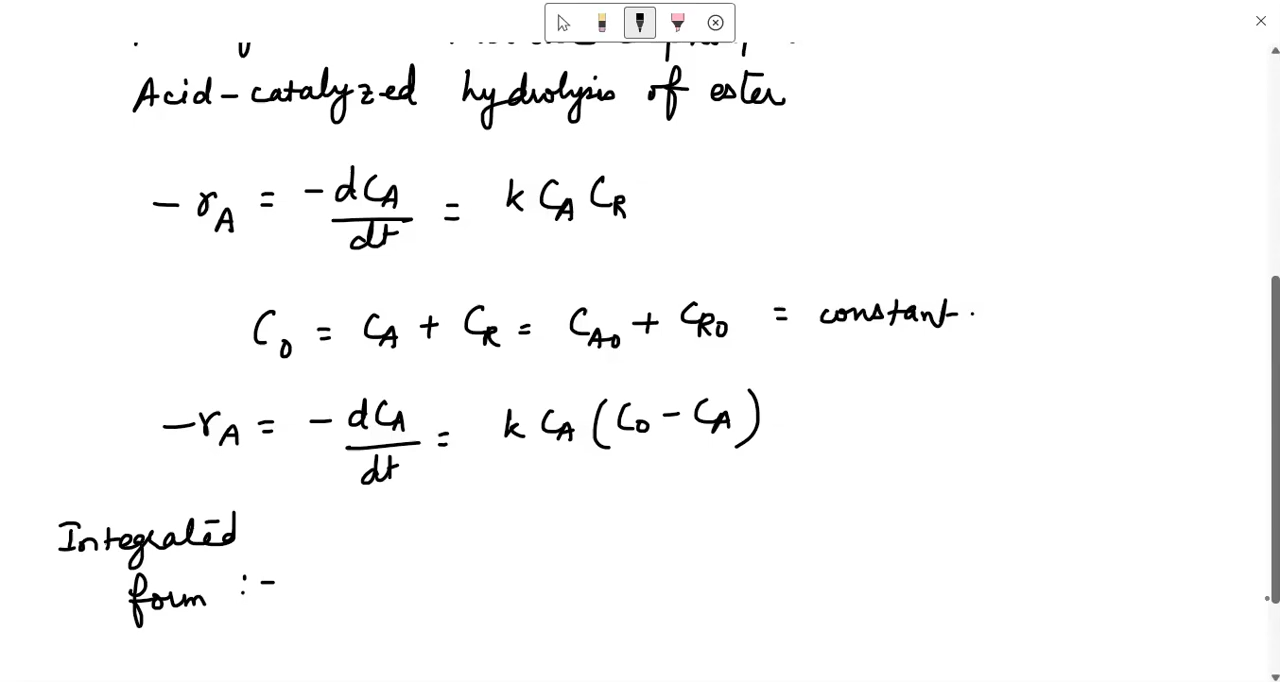 Acid-catalyzed hydrolysis of ester
- r_A = -dC_A/dt = k C_A C_R
C_0 = C_A + C_R = C_A0 + C_R0 = constant.
-r_A = -dC_A/dt = k C_A (C_0 - C_A)
Integrated
form :-